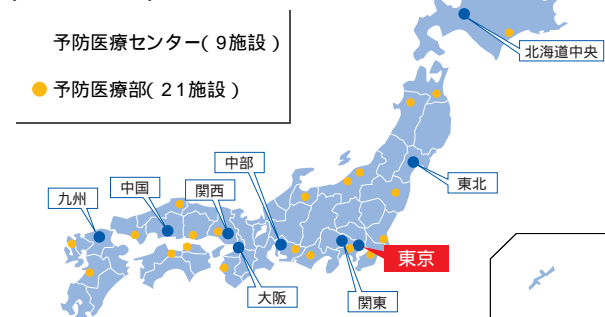 予防医療センター( 9施設 )
予防医療部( 21施設 )
北海道中央
東北
中部
関西
中国
九州
東京
関東
大阪